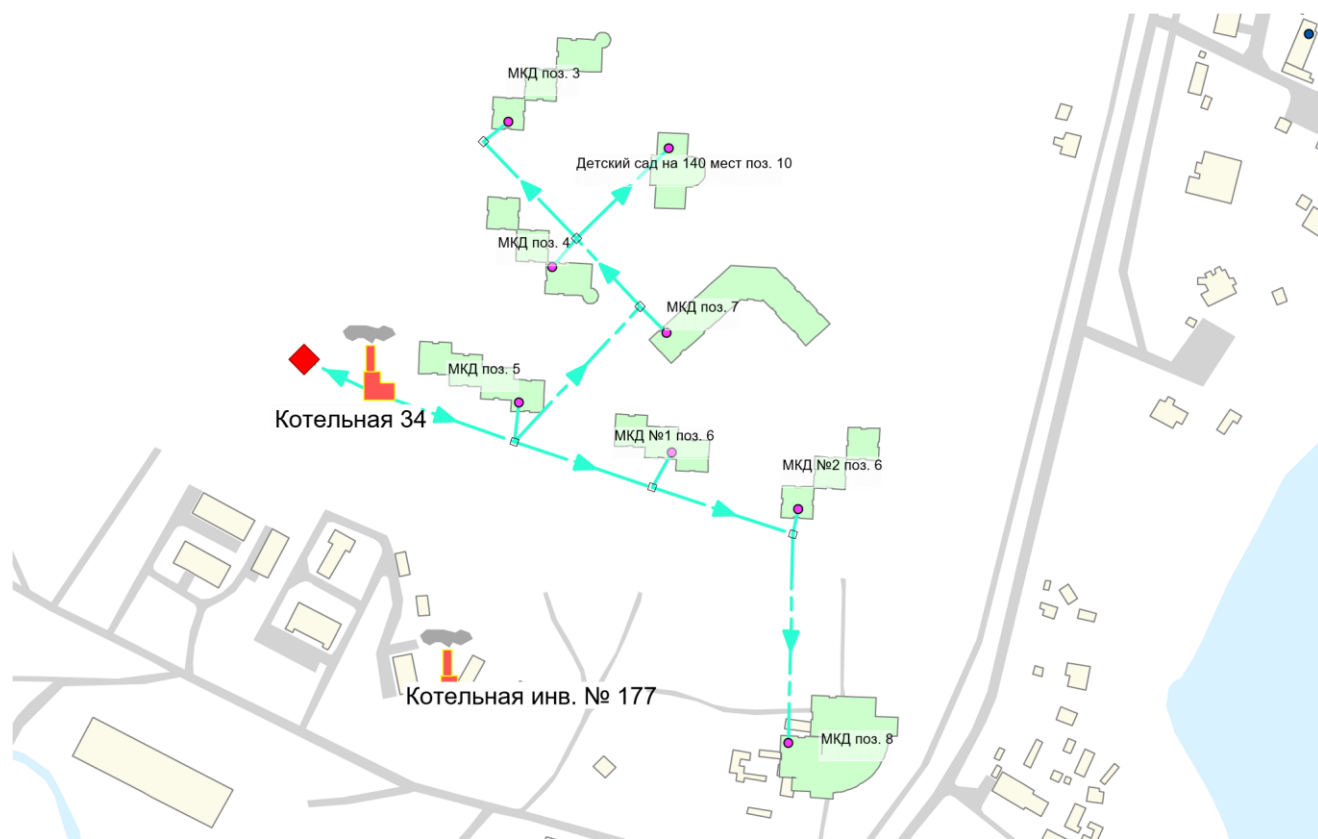 МКД поз. 3
Детский сад на 140 мест поз. 10
МКД поз. 4
МКД поз. 7
МКД поз. 5
Котельная 34
МКД №1 поз. 6
МКД №2 поз. 6
Котельная инв. № 177
МКД поз. 8